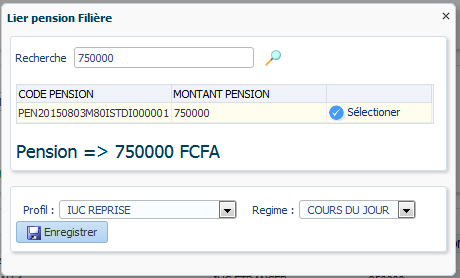 Lier pension Filière
Recherche 750000
CODE PENSION MONTANT PENSION
PEN20150803M80ISTDI000001 750000 Sélectioner
Pension => 750000 FCFA
Profil : IUC REPRISE Regime : COURS DU JOUR
Enregistrer